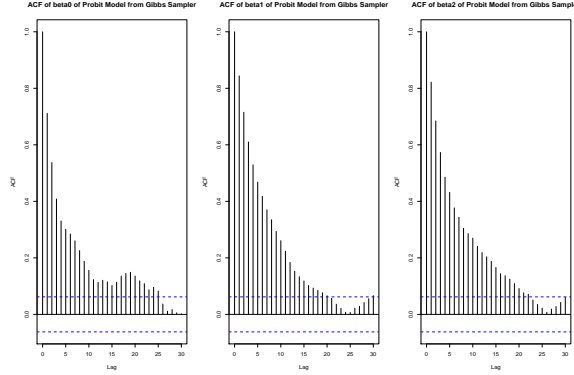 ACF of beta0 of Probit Model from Gibbs Sampler
ACF
0.0 0.2 0.4 0.6 0.8 1.0
0 5 10 15 20 25 30
Lag
ACF of beta1 of Probit Model from Gibbs Sampler
ACF
0.0 0.2 0.4 0.6 0.8 1.0
0 5 10 15 20 25 30
Lag
ACF of beta2 of Probit Model from Gibbs Sampl
ACF
0.0 0.2 0.4 0.6 0.8 1.0
0 5 10 15 20 25 30
Lag